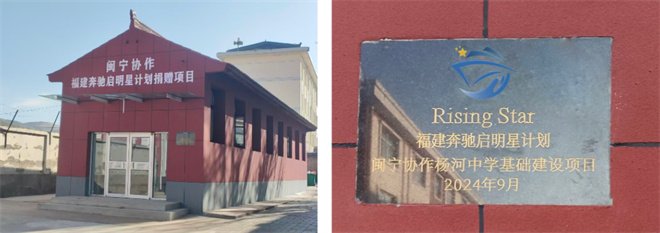 闽宁协作
福建奔驰启明星计划捐赠项目
Rising Star
福建奔驰启明星计划
闽宁协作杨河中学基础建设项目
2024年9月